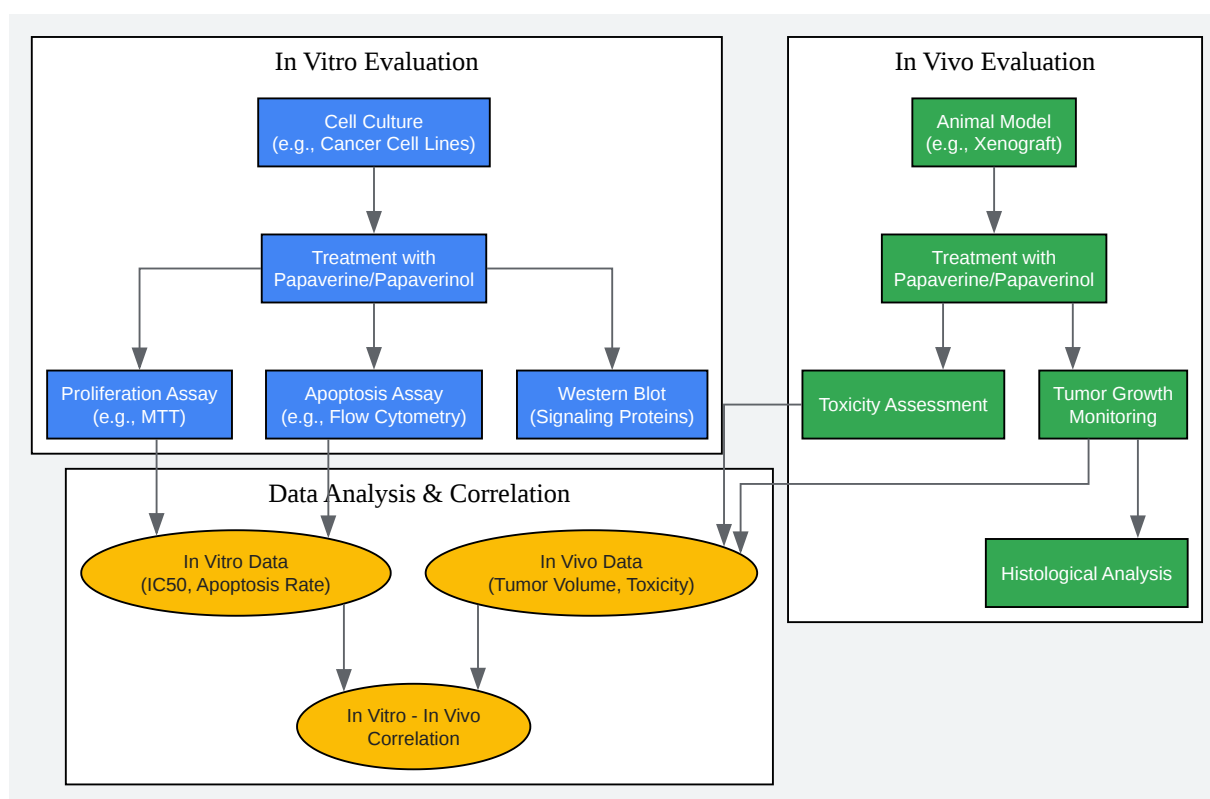 In Vitro Evaluation
Cell Culture
(e.g., Cancer Cell Lines)
Treatment with
Papaverine/Papaverinol
Proliferation Assay
(e.g., MTT)
Apoptosis Assay
(e.g., Flow Cytometry)
Western Blot
(Signaling Proteins)
In Vivo Evaluation
Animal Model
(e.g., Xenograft)
Treatment with
Papaverine/Papaverinol
Toxicity Assessment
Tumor Growth
Monitoring
Histological Analysis
Data Analysis & Correlation
In Vitro Data
(IC50, Apoptosis Rate)
In Vivo Data
(Tumor Volume, Toxicity)
In Vitro - In Vivo
Correlation